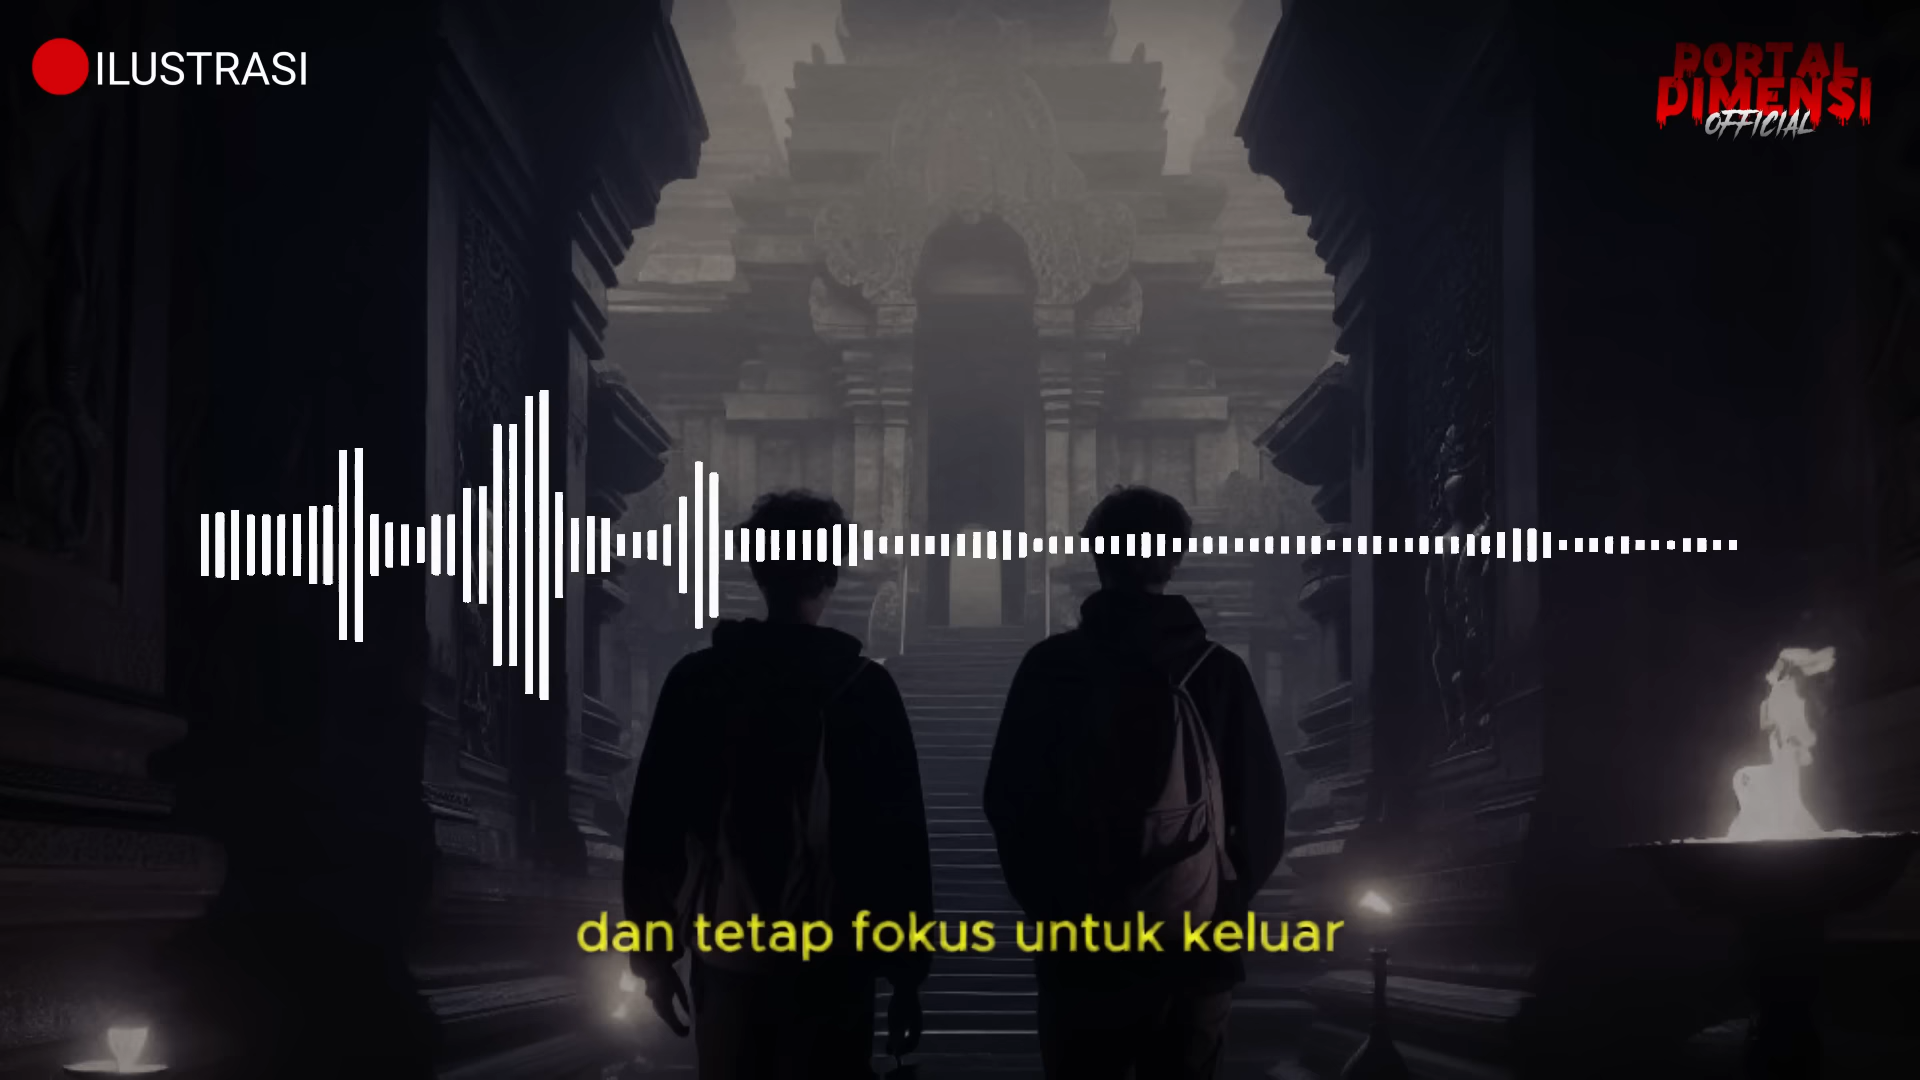 ILUSTRASI
PORTAL
DIMENSI
OFFICIAL
dan tetap fokus untuk keluar